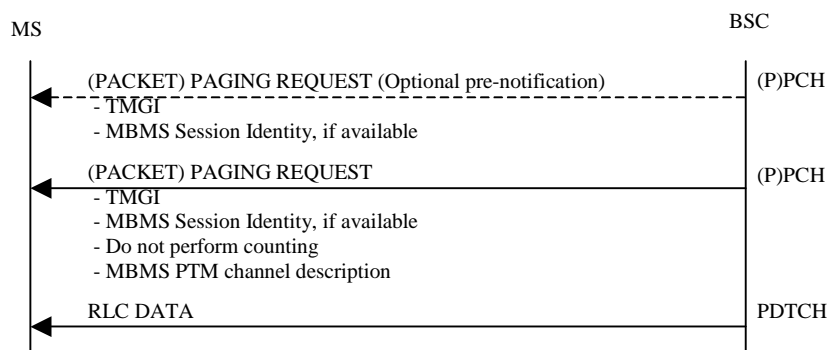 MS
BSC
(PACKET) PAGING REQUEST (Optional pre-notification)
(P)PCH
- TMGI
- MBMS Session Identity, if available
(PACKET) PAGING REQUEST
(P)PCH
- TMGI
- MBMS Session Identity, if available
- Do not perform counting
- MBMS PTM channel description
RLC DATA
PDTCH